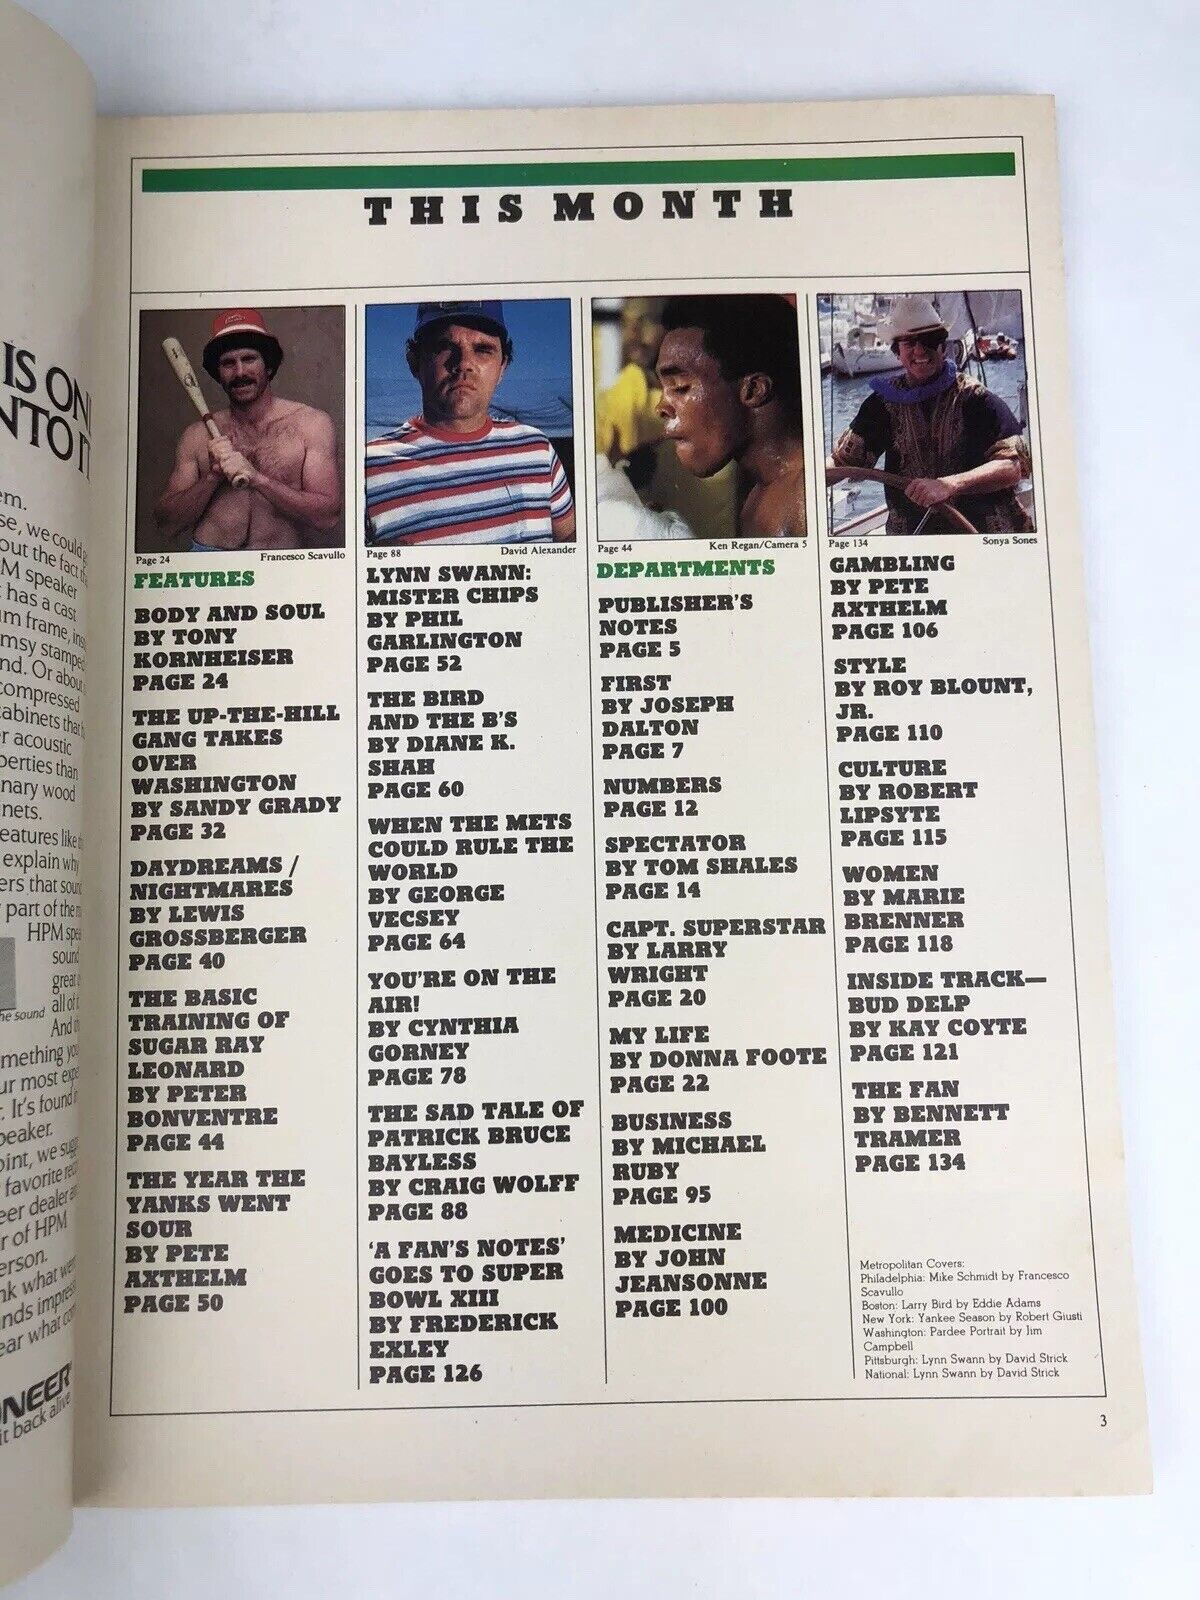 THIS MONTH
Page 24
Francesco Scavullo
FEATURES
BODY AND SOUL
BY TONY
KORNHEISER
PAGE 24
THE UP-THE-HILL
GANG TAKES
OVER
WASHINGTON
BY SANDY GRADY
PAGE 32
DAYDREAMS /
NIGHTMARES
BY LEWIS
GROSSBERGER
PAGE 40
THE BASIC
TRAINING OF
SUGAR RAY
LEONARD
BY PETER
BONVENTRE
PAGE 44
THE YEAR THE
YANKS WENT
SOUR
BY PETE
AXTHELM
PAGE 50
Page 88
David Alexander
LYNN SWANN:
MISTER CHIPS
BY PHIL
GARLINGTON
PAGE 52
THE BIRD
AND THE B'S
BY DIANE K.
SHAH
PAGE 60
WHEN THE METS
COULD RULE THE
WORLD
BY GEORGE
VECSEY
PAGE 64
YOU'RE ON THE
AIR!
BY CYNTHIA
GORNEY
PAGE 78
THE SAD TALE OF
PATRICK BRUCE
BAYLESS
BY CRAIG WOLFF
PAGE 88
'A FAN'S NOTES'
GOES TO SUPER
BOWL XIII
BY FREDERICK
EXLEY
PAGE 126
Page 44
Ken Regan/Camera 5
DEPARTMENTS
PUBLISHER'S
NOTES
PAGE 5
FIRST
BY JOSEPH
DALTON
PAGE 7
NUMBERS
PAGE 12
SPECTATOR
BY TOM SHALES
PAGE 14
CAPT. SUPERSTAR
BY LARRY
WRIGHT
PAGE 20
MY LIFE
BY DONNA FOOTE
PAGE 22
BUSINESS
BY MICHAEL
RUBY
PAGE 95
MEDICINE
BY JOHN
JEANSONNE
PAGE 100
Page 134
Sonya Sones
GAMBLING
BY PETE
AXTHELM
PAGE 106
STYLE
BY ROY BLOUNT,
JR.
PAGE 110
CULTURE
BY ROBERT
LIPSYTE
PAGE 115
WOMEN
BY MARIE
BRENNER
PAGE 118
INSIDE TRACK—
BUD DELP
BY KAY COYTE
PAGE 121
THE FAN
BY BENNETT
TRAMER
PAGE 134
Metropolitan Covers:
Philadelphia: Mike Schmidt by Francesco
Scavullo
Boston: Larry Bird by Eddie Adams
New York: Yankee Season by Robert Giusti
Washington: Pardee Portrait by Jim
Campbell
Pittsburgh: Lynn Swann by David Strick
National: Lynn Swann by David Strick
3